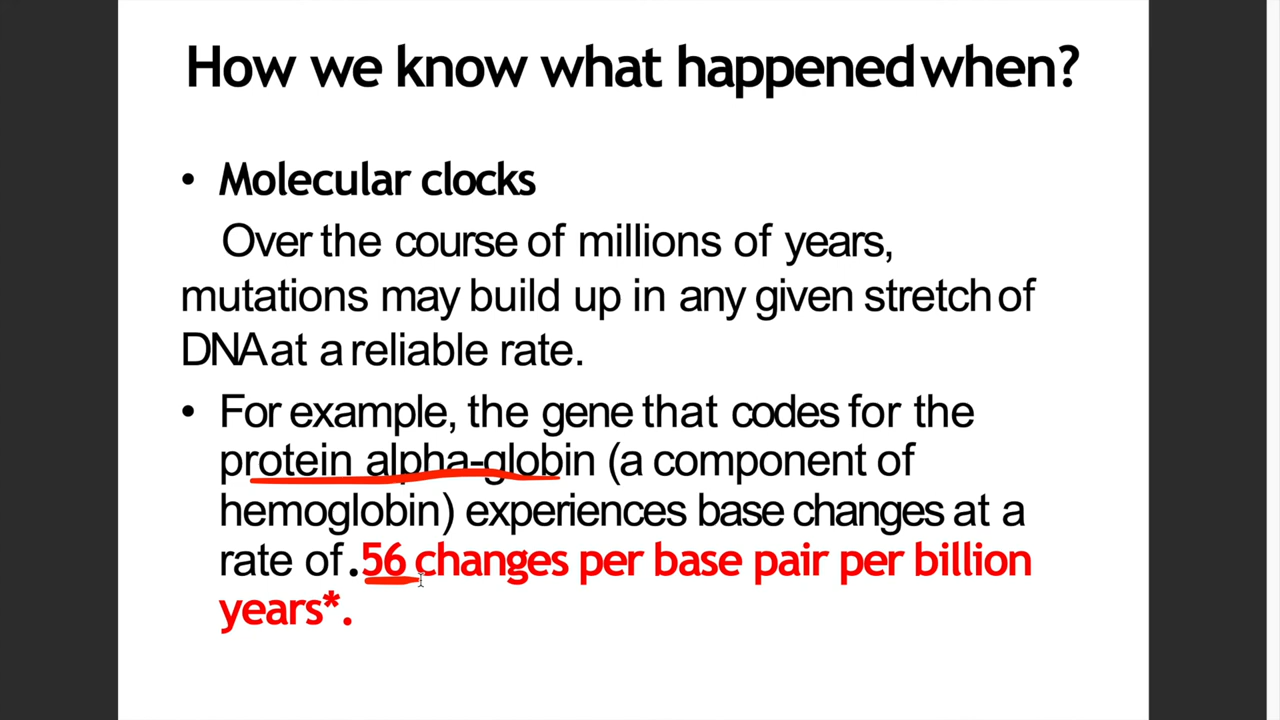 How we know what happened when?
• Molecular clocks
Over the course of millions of years,
mutations may build up in any given stretch of
DNA at a reliable rate.
• For example, the gene that codes for the
protein alpha-globin (a component of
hemoglobin) experiences base changes at a
rate of .56 changes per base pair per billion
years*.